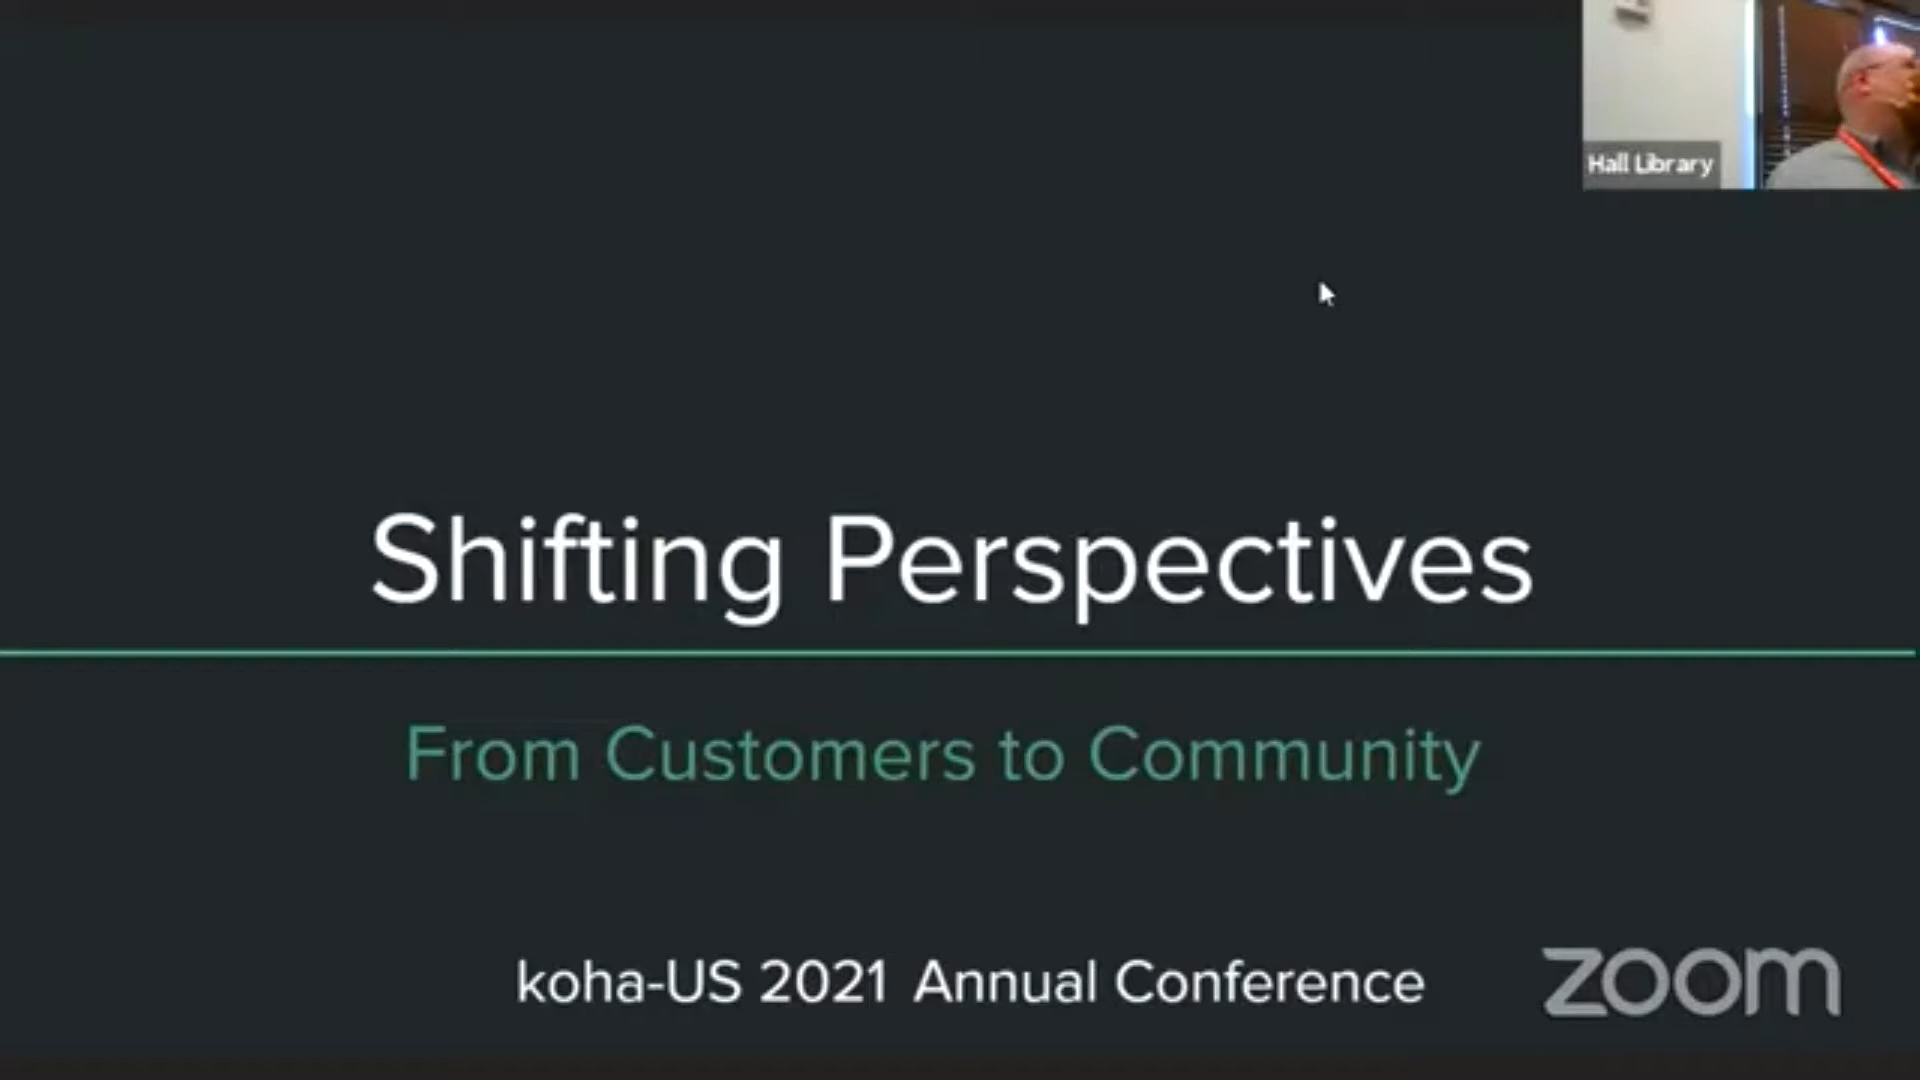 Hall Library
Shifting Perspectives
From Customers to Community
koha-US 2021 Annual Conference
zoom